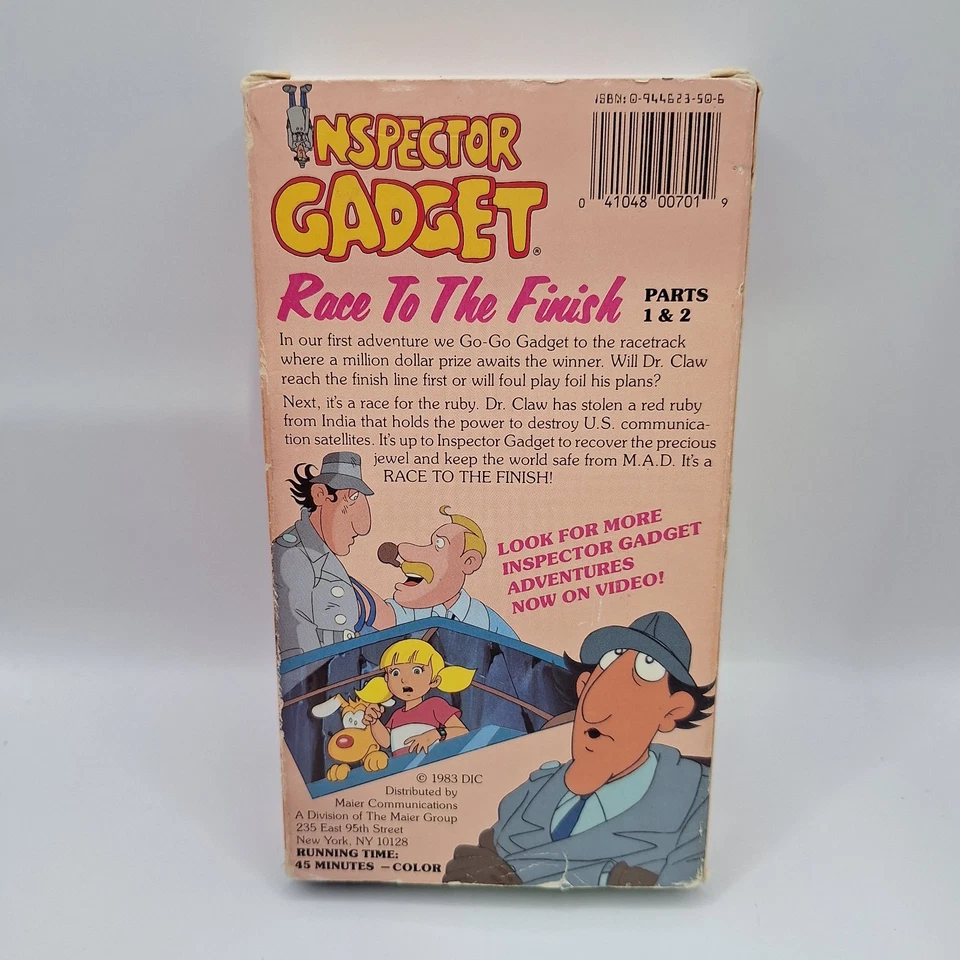 ISBN: 0-944623-50-6
INSPECTOR
GADGET®
0 41048 00701 9
Race To The Finish PARTS
1 & 2
In our first adventure we Go-Go Gadget to the racetrack
where a million dollar prize awaits the winner. Will Dr. Claw
reach the finish line first or will foul play foil his plans?
Next, it's a race for the ruby. Dr. Claw has stolen a red ruby
from India that holds the power to destroy U.S. communica-
tion satellites. It's up to Inspector Gadget to recover the precious
jewel and keep the world safe from M.A.D. It's a
RACE TO THE FINISH!
LOOK FOR MORE
INSPECTOR GADGET
ADVENTURES
NOW ON VIDEO!
© 1983 DIC
Distributed by
Maier Communications
A Division of The Maier Group
235 East 95th Street
New York, NY 10128
RUNNING TIME:
45 MINUTES – COLOR